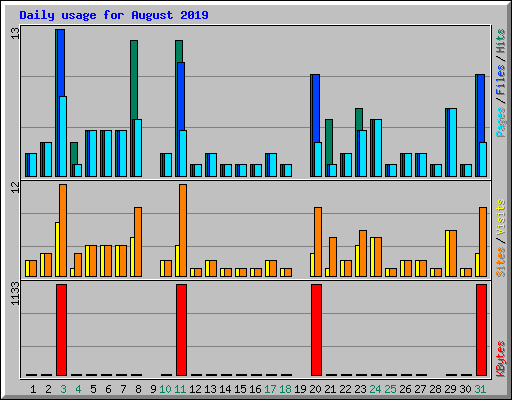 Daily usage for August 2019
13
Pages / Files / Hits
12
Sites / Visits
1133
KBytes
1 2 3 4 5 6 7 8 9 10 11 12 13 14 15 16 17 18 19 20 21 22 23 24 25 26 27 28 29 30 31